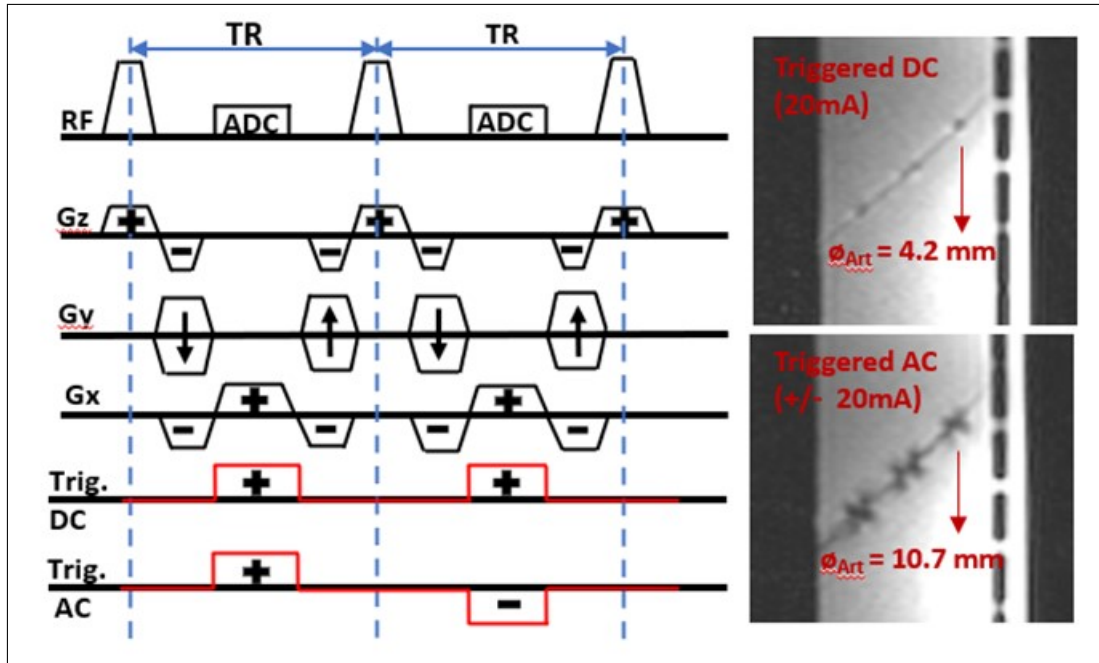 TR
TR
RF
ADC
ADC
Gz
+
+
+
-
-
-
-
Gy
↓
↑
↓
↑
Gx
+
+
-
-
-
-
Trig.
DC
+
+
Trig.
AC
+
-
Triggered DC
(20mA)
øArt = 4.2 mm
Triggered AC
(+/- 20mA)
øArt = 10.7 mm